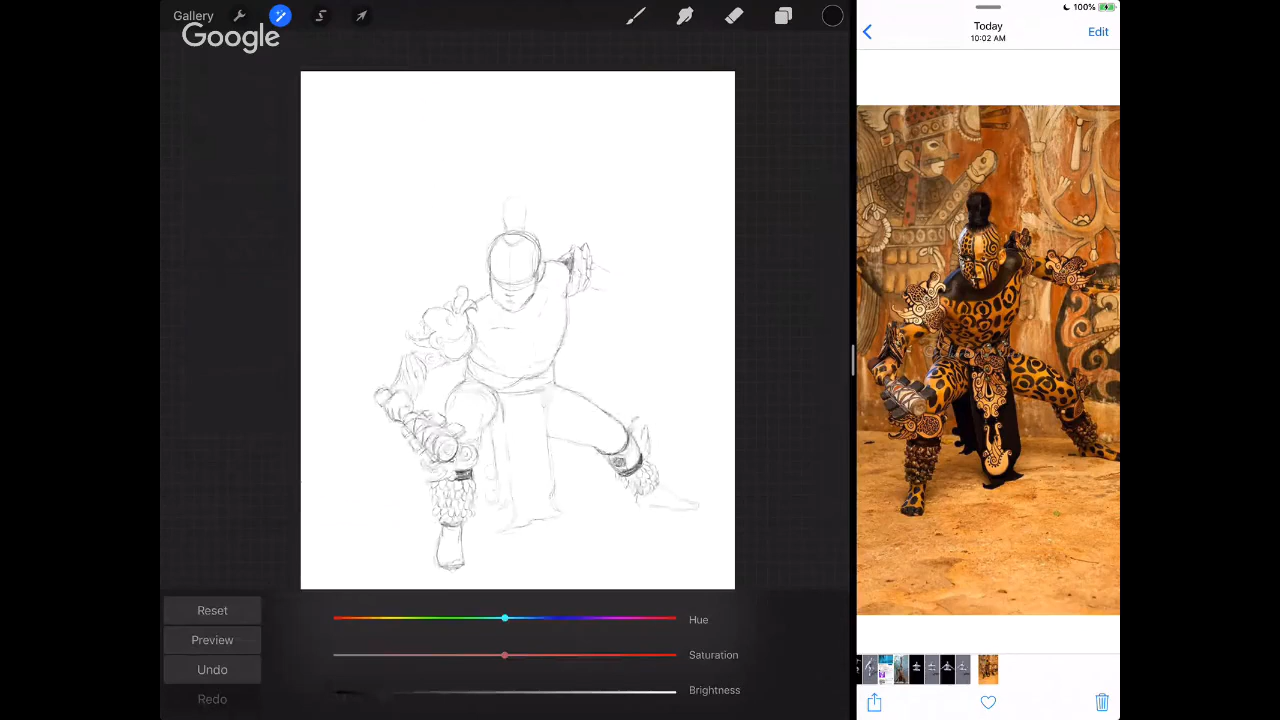 Gallery
Google
Reset
Preview
Undo
Redo
Hue
Saturation
Brightness
100%
Today
10:02 AM
Edit